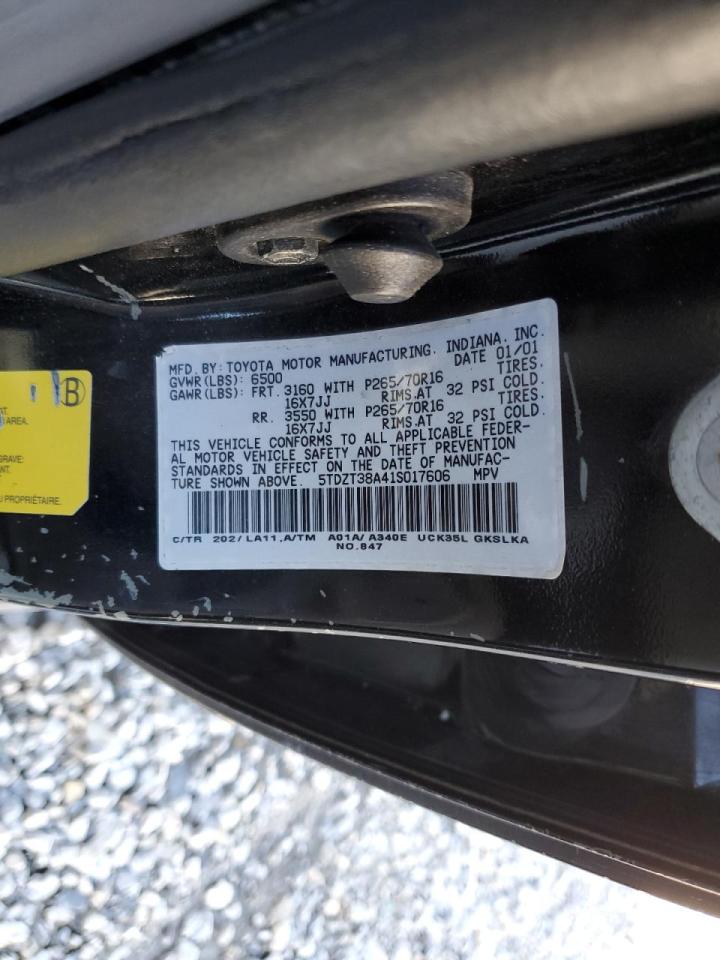 MFD. BY: TOYOTA MOTOR MANUFACTURING. INDIANA, INC.
GVWR(LBS): 6500 DATE 01/01
GAWR(LBS): FRT. 3160 WITH P265/70R16 TIRES.
16X7JJ RIMS.AT 32 PSI COLD.
RR. 3550 WITH P265/70R16 TIRES.
16X7JJ RIMS.AT 32 PSI COLD.
THIS VEHICLE CONFORMS TO ALL APPLICABLE FEDER-
AL MOTOR VEHICLE SAFETY AND THEFT PREVENTION
STANDARDS IN EFFECT ON THE DATE OF MANUFAC-
TURE SHOWN ABOVE. 5TDZT38A41S017606 MPV
C/TR 202/LA11,A/TM A01A/A340E UCK35L GKSLKA
NO.847
B
AREA.
GRAVE:
U PROPRIÉTAIRE